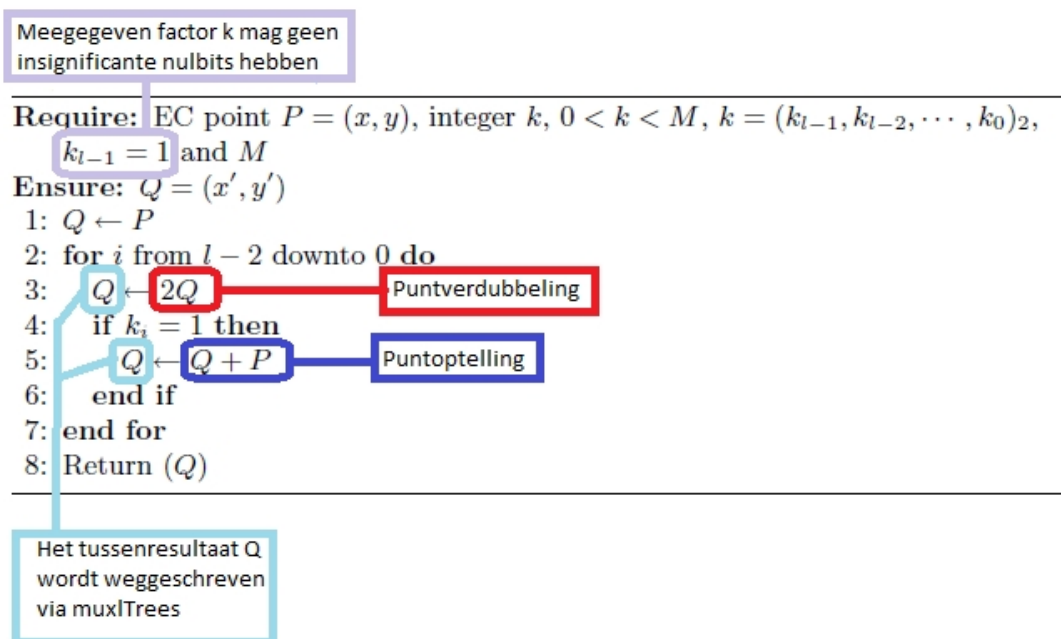 Meegegeven factor k mag geen
insignificante nulbits hebben
Require: EC point P = (x, y), integer k, 0 < k < M, k = (k_{l−1}, k_{l−2}, ⋯ , k_0)_2,
k_{l−1} = 1 and M
Ensure: Q = (x′, y′)
1: Q ← P
2: for i from l − 2 downto 0 do
3: Q ← 2Q Puntverdubbeling
4: if k_i = 1 then
5: Q ← Q + P Puntoptelling
6: end if
7: end for
8: Return (Q)
Het tussenresultaat Q
wordt weggeschreven
via muxlTrees